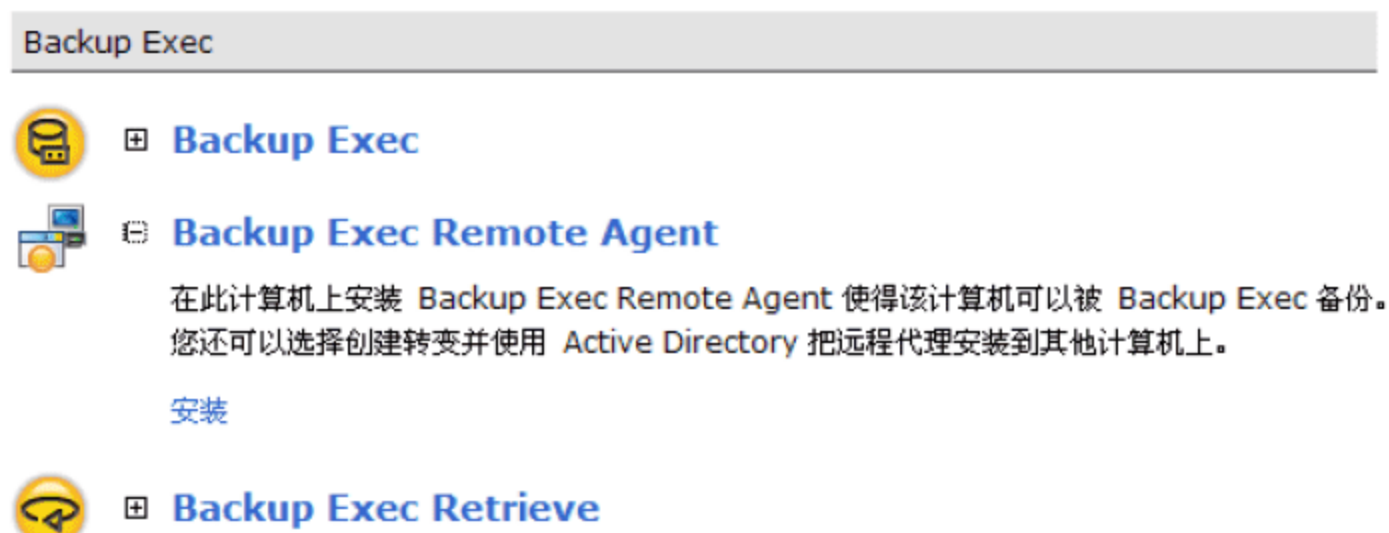 Backup Exec
Backup Exec
Backup Exec Remote Agent
在此计算机上安装 Backup Exec Remote Agent 使得该计算机可以被 Backup Exec 备份。
您还可以选择创建转变并使用 Active Directory 把远程代理安装到其他计算机上。
安装
Backup Exec Retrieve